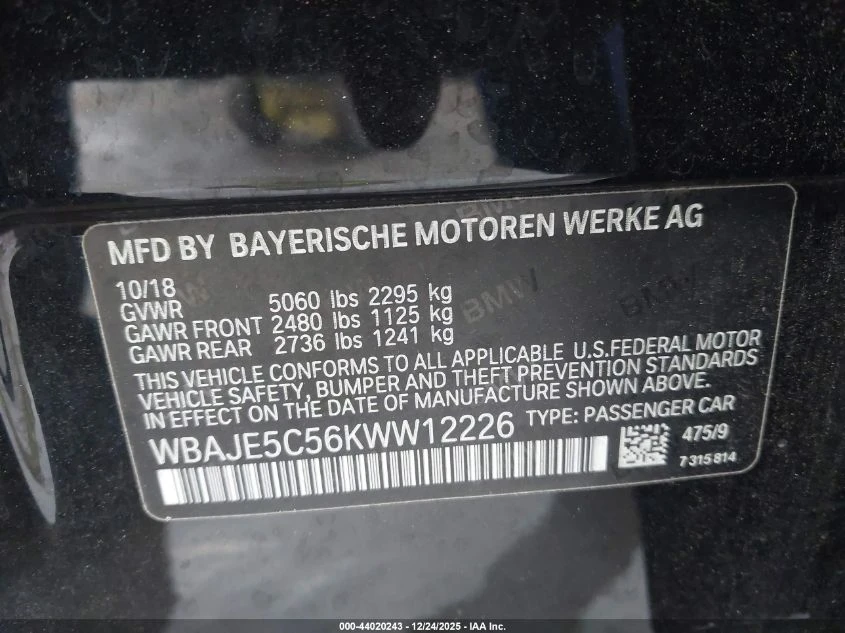 MFD BY BAYERISCHE MOTOREN WERKE AG
10/18
GVWR 5060 lbs 2295 kg
GAWR FRONT 2480 lbs 1125 kg
GAWR REAR 2736 lbs 1241 kg
THIS VEHICLE CONFORMS TO ALL APPLICABLE U.S.FEDERAL MOTOR
VEHICLE SAFETY, BUMPER AND THEFT PREVENTION STANDARDS
IN EFFECT ON THE DATE OF MANUFACTURE SHOWN ABOVE.
WBAJE5C56KWW12226 TYPE: PASSENGER CAR
475/9
7315814
BMW
BMW
000-44020243 - 12/24/2025 - IAA Inc.